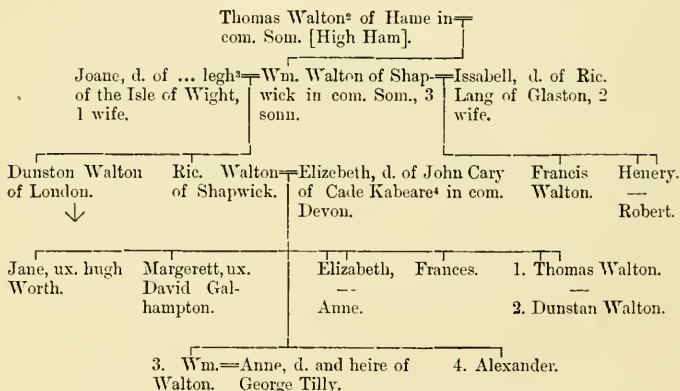 Thomas Walton² of Hame in
com. Som. [High Ham].
Joane, d. of ... legh³=Wm. Walton of Shap-=Issabell, d. of Ric.
of the Isle of Wight, wick in com. Som., 3 Lang of Glaston, 2
1 wife. sonn. wife.
Dunston Walton Ric. Walton=Elizebeth, d. of John Cary Francis Henery.
of London. of Shapwick. of Cade Kabeare⁴ in com. Walton. —
Devon. Robert.
Jane, ux. hugh Margerett, ux. Elizabeth, Frances. 1. Thomas Walton.
Worth. David Gal- — —
hampton. Anne. 2. Dunstan Walton.
3. Wm.=Anne, d. and heire of 4. Alexander.
Walton. George Tilly.